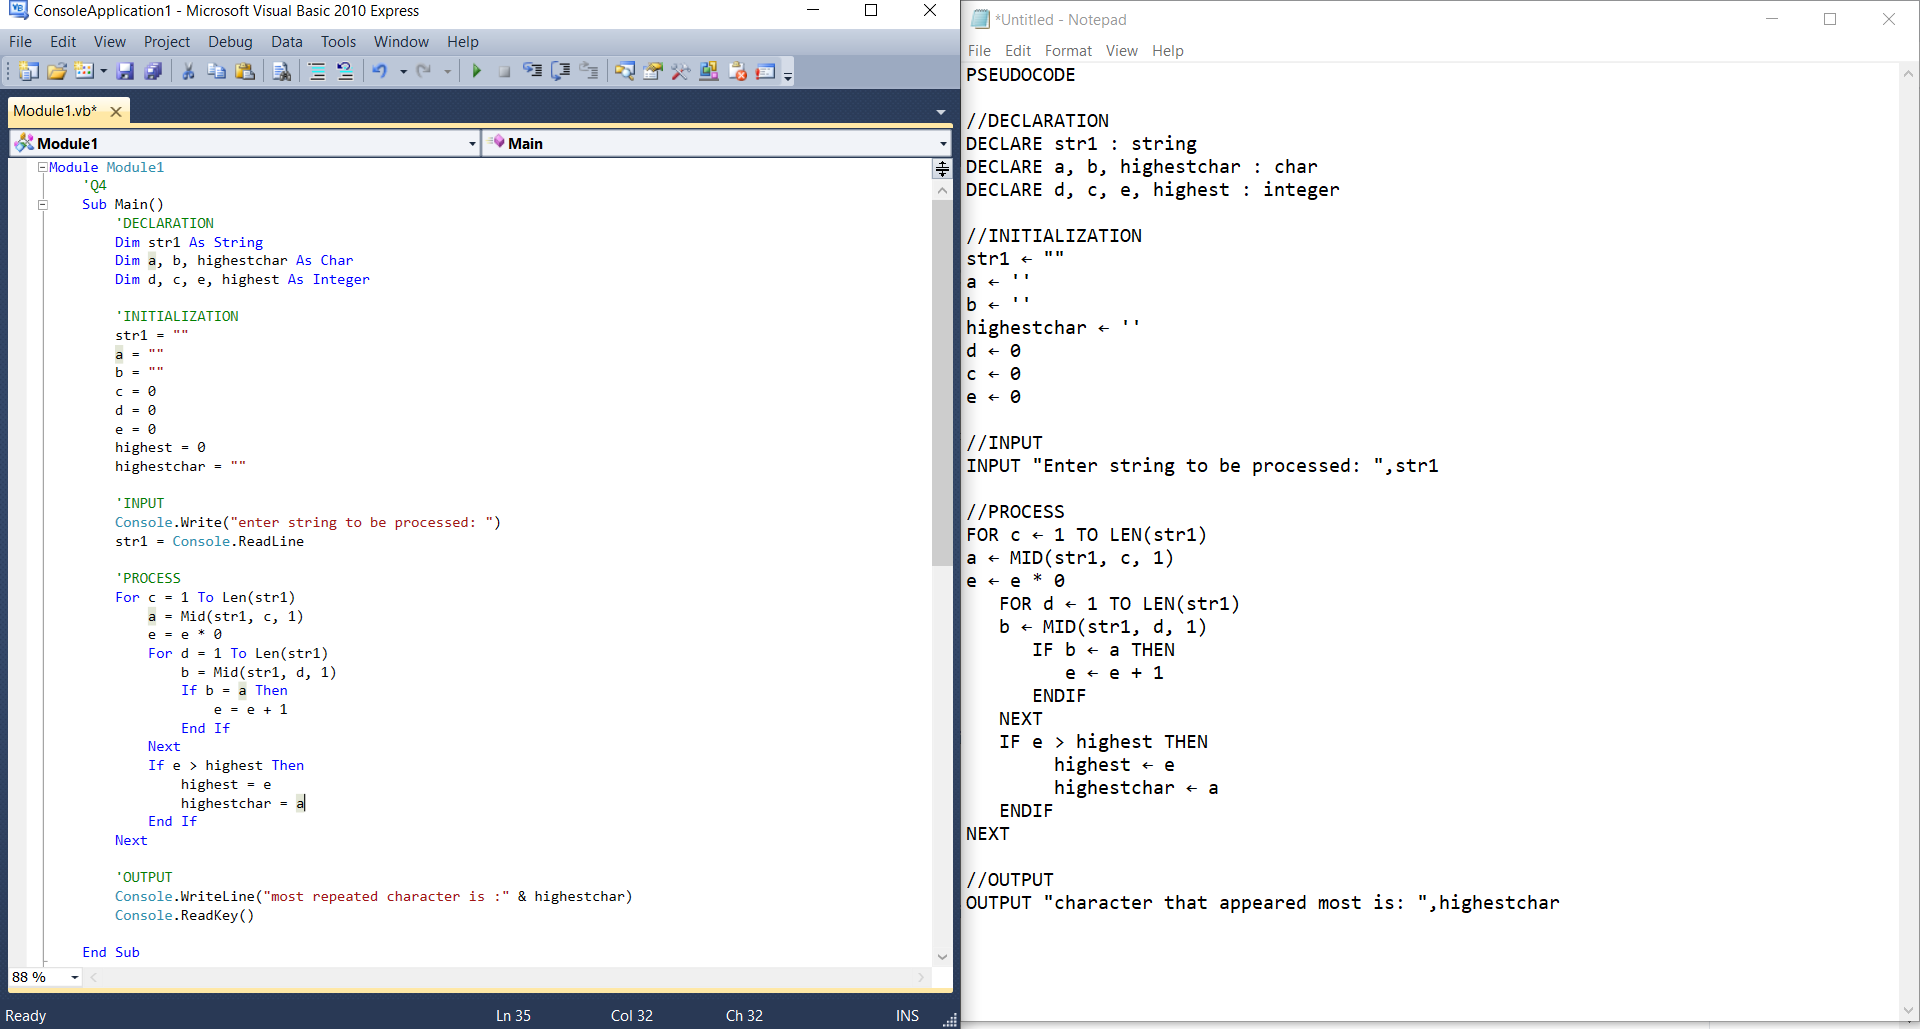 ConsoleApplication1 - Microsoft Visual Basic 2010 Express
File Edit View Project Debug Data Tools Window Help
Module1.vb*
Module1
Main
Module Module1
'Q4
Sub Main()
'DECLARATION
Dim str1 As String
Dim a, b, highestchar As Char
Dim d, c, e, highest As Integer
'INITIALIZATION
str1 = ""
a = ""
b = ""
c = 0
d = 0
e = 0
highest = 0
highestchar = ""
'INPUT
Console.Write("enter string to be processed: ")
str1 = Console.ReadLine
'PROCESS
For c = 1 To Len(str1)
a = Mid(str1, c, 1)
e = e * 0
For d = 1 To Len(str1)
b = Mid(str1, d, 1)
If b = a Then
e = e + 1
End If
Next
If e > highest Then
highest = e
highestchar = a
End If
Next
'OUTPUT
Console.WriteLine("most repeated character is :" & highestchar)
Console.ReadKey()
End Sub
88 %
Ready Ln 35 Col 32 Ch 32 INS
*Untitled - Notepad
File Edit Format View Help
PSEUDOCODE
//DECLARATION
DECLARE str1 : string
DECLARE a, b, highestchar : char
DECLARE d, c, e, highest : integer
//INITIALIZATION
str1 ← ""
a ← ''
b ← ''
highestchar ← ''
d ← 0
c ← 0
e ← 0
//INPUT
INPUT "Enter string to be processed: ",str1
//PROCESS
FOR c ← 1 TO LEN(str1)
a ← MID(str1, c, 1)
e ← e * 0
FOR d ← 1 TO LEN(str1)
b ← MID(str1, d, 1)
IF b ← a THEN
e ← e + 1
ENDIF
NEXT
IF e > highest THEN
highest ← e
highestchar ← a
ENDIF
NEXT
//OUTPUT
OUTPUT "character that appeared most is: ",highestchar